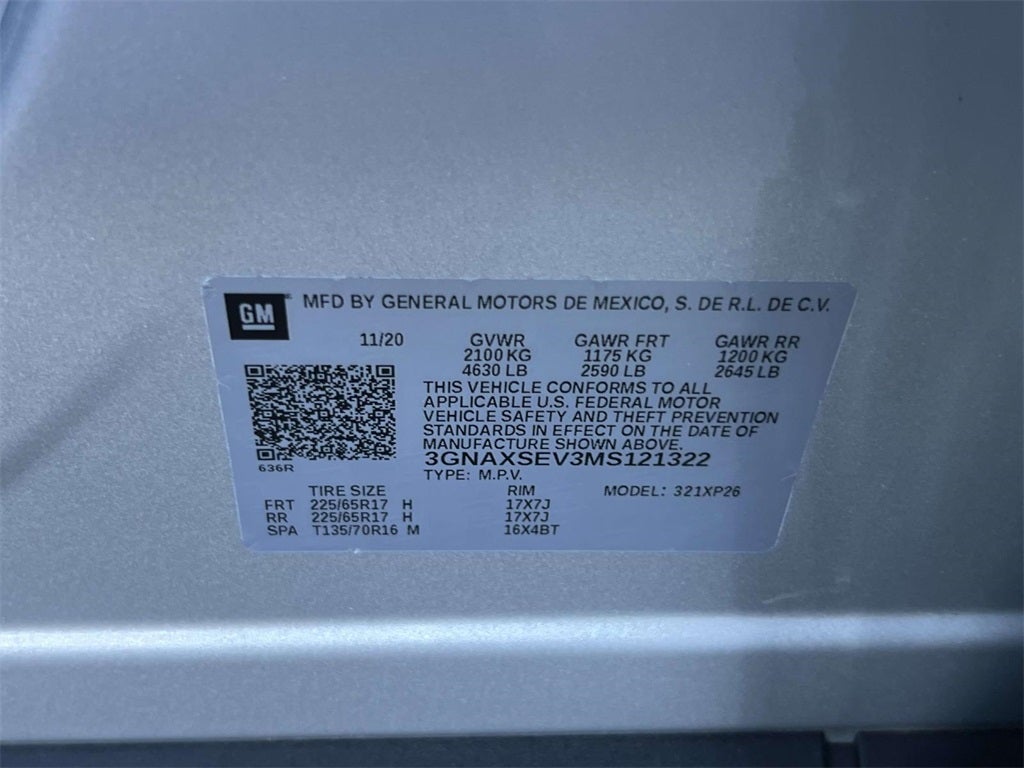 GM MFD BY GENERAL MOTORS DE MEXICO, S. DE R.L. DE C.V.
11/20 GVWR GAWR FRT GAWR RR
2100 KG 1175 KG 1200 KG
4630 LB 2590 LB 2645 LB
THIS VEHICLE CONFORMS TO ALL
APPLICABLE U.S. FEDERAL MOTOR
VEHICLE SAFETY AND THEFT PREVENTION
STANDARDS IN EFFECT ON THE DATE OF
MANUFACTURE SHOWN ABOVE.
636R
3GNAXSEV3MS121322
TYPE: M.P.V.
TIRE SIZE RIM MODEL: 321XP26
FRT 225/65R17 H 17X7J
RR 225/65R17 H 17X7J
SPA T135/70R16 M 16X4BT